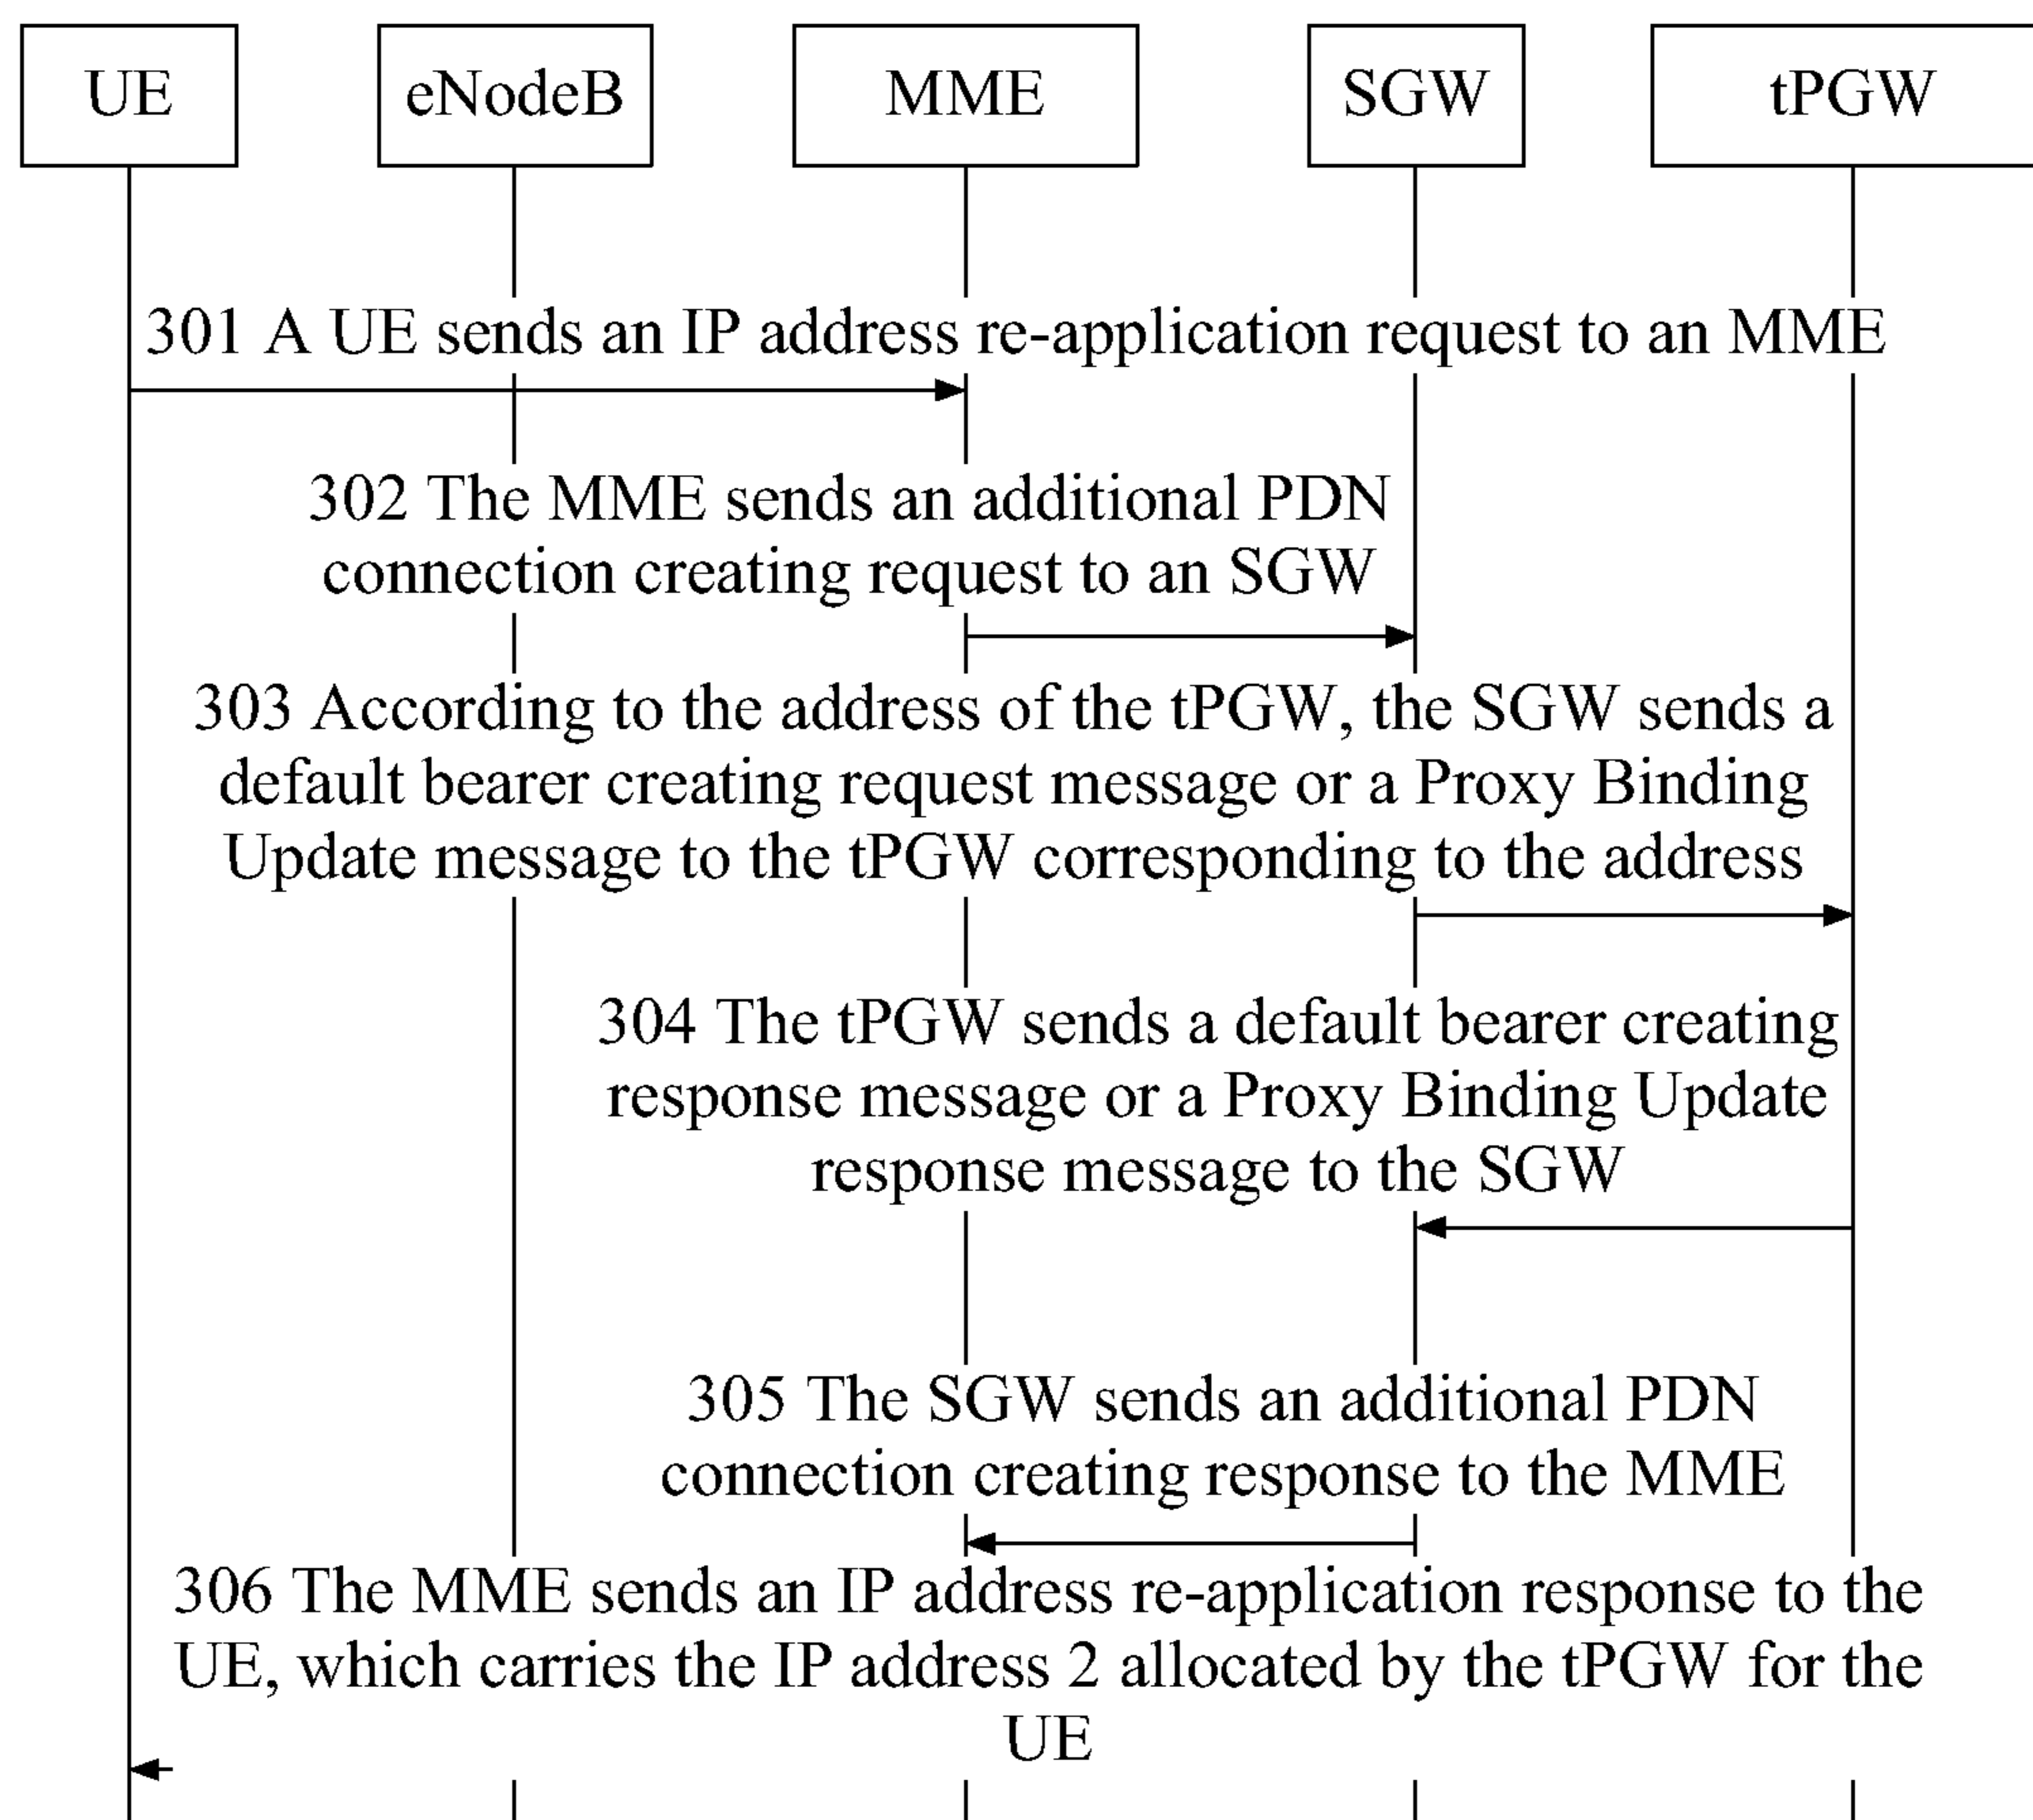 UE
eNodeB
MME
SGW
tPGW
301 A UE sends an IP address re-application request to an MME
302 The MME sends an additional PDN
connection creating request to an SGW
303 According to the address of the tPGW, the SGW sends a
default bearer creating request message or a Proxy Binding
Update message to the tPGW corresponding to the address
304 The tPGW sends a default bearer creating
response message or a Proxy Binding Update
response message to the SGW
305 The SGW sends an additional PDN
connection creating response to the MME
306 The MME sends an IP address re-application response to the
UE, which carries the IP address 2 allocated by the tPGW for the
UE